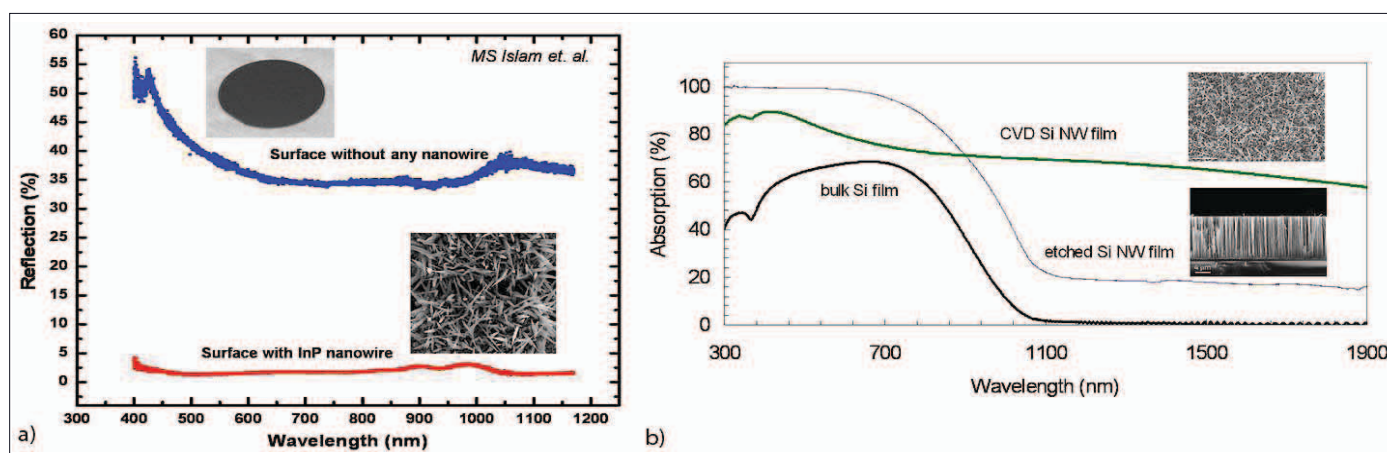 60
55
50
45
40
35
30
25
20
15
10
5
0
Reflection (%)
MS Islam et. al.
Surface without any nanowire
Surface with InP nanowire
300 400 500 600 700 800 900 1000 1100 1200
Wavelength (nm)
a)
100
80
60
40
20
0
Absorption (%)
CVD Si NW film
bulk Si film
etched Si NW film
300 700 1100 1500 1900
Wavelength (nm)
b)